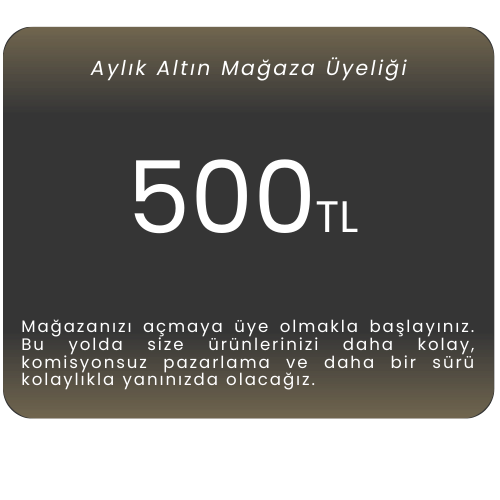 Aylık Altın Mağaza Üyeliği
500TL
Mağazanızı açmaya üye olmakla başlayınız.
Bu yolda size ürünlerinizi daha kolay,
komisyonsuz pazarlama ve daha bir sürü
kolaylıkla yanınızda olacağız.